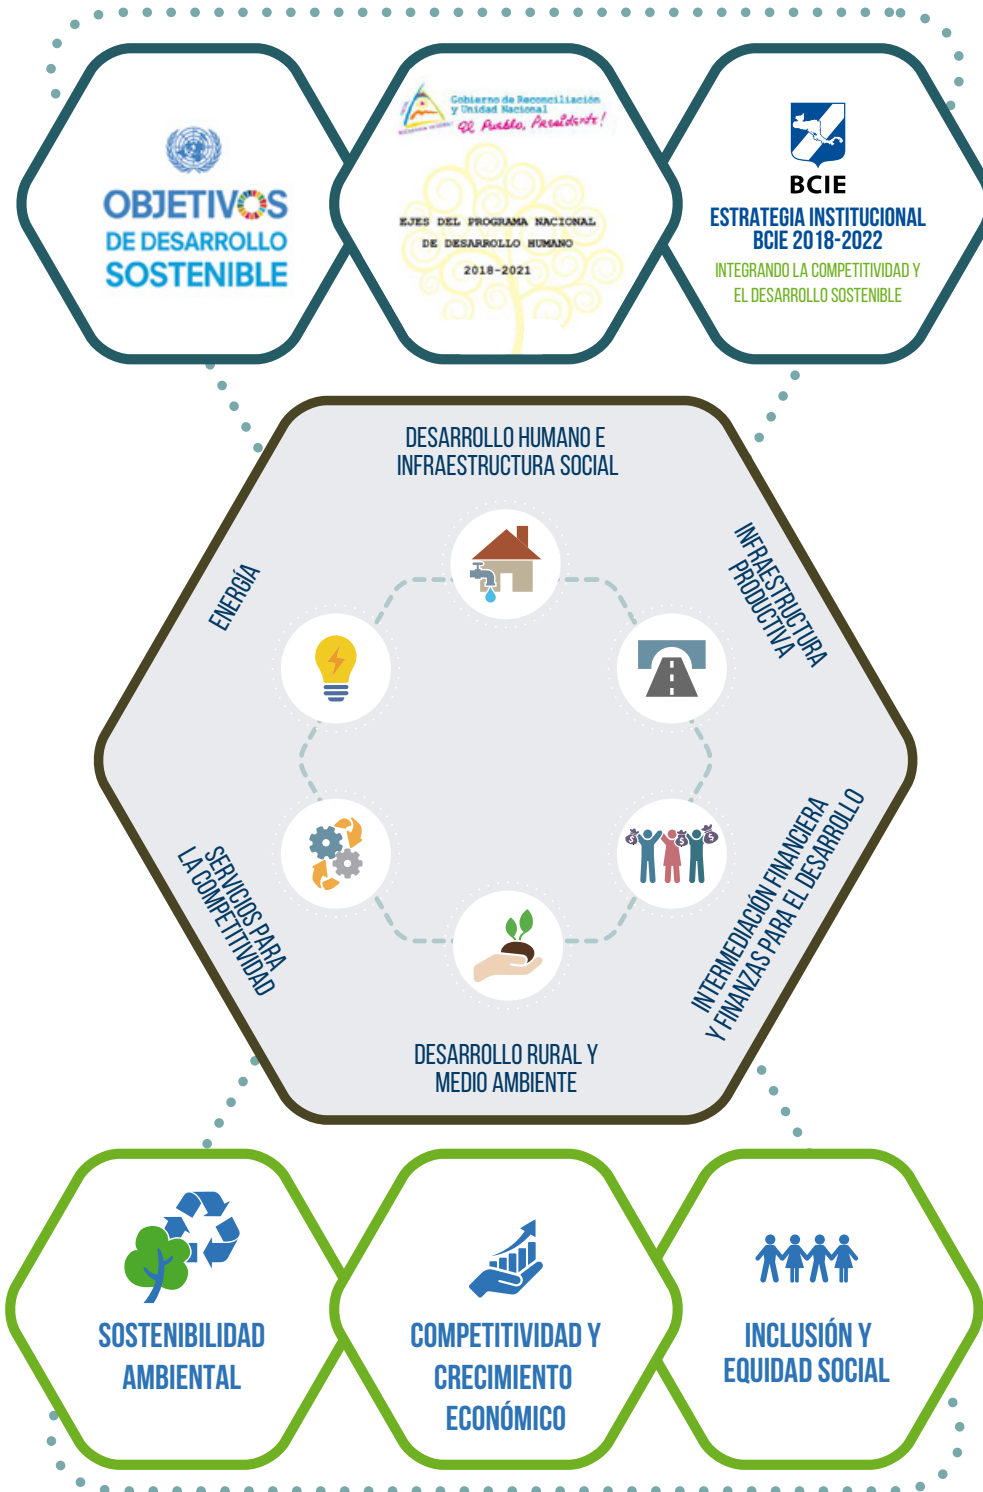 OBJETIVOS
DE DESARROLLO
SOSTENIBLE
Gobierno de Reconciliación
y Unidad Nacional
El Pueblo, Presidente!
EJES DEL PROGRAMA NACIONAL
DE DESARROLLO HUMANO
2018-2021
BCIE
ESTRATEGIA INSTITUCIONAL
BCIE 2018-2022
INTEGRANDO LA COMPETITIVIDAD Y
EL DESARROLLO SOSTENIBLE
DESARROLLO HUMANO E
INFRAESTRUCTURA SOCIAL
ENERGÍA
INFRAESTRUCTURA
PRODUCTIVA
SERVICIOS PARA
LA COMPETITIVIDAD
INTERMEDIACIÓN FINANCIERA
Y FINANZAS PARA EL DESARROLLO
DESARROLLO RURAL Y
MEDIO AMBIENTE
SOSTENIBILIDAD
AMBIENTAL
COMPETITIVIDAD Y
CRECIMIENTO
ECONÓMICO
INCLUSIÓN Y
EQUIDAD SOCIAL